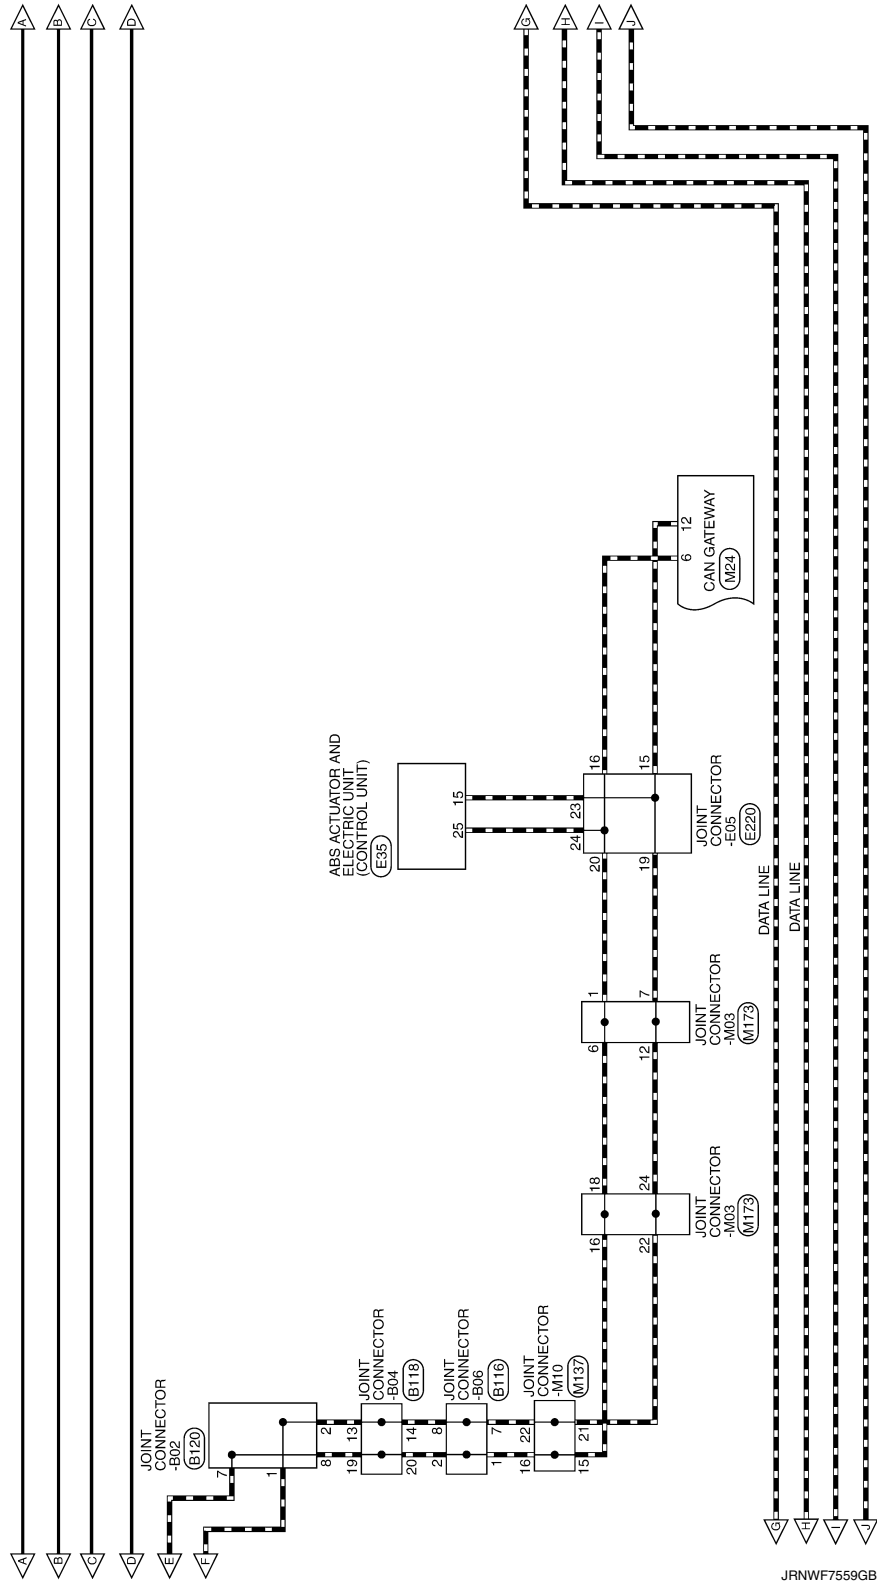 A
B
C
D
G
H
I
J
12
6
CAN GATEWAY
M24
ABS ACTUATOR AND
ELECTRIC UNIT
(CONTROL UNIT)
E35
15
25
16
15
23
24
20
19
JOINT
CONNECTOR
-E05
E220
DATA LINE
DATA LINE
1
7
6
12
JOINT
CONNECTOR
-M03
M173
18
24
16
22
JOINT
CONNECTOR
-M03
M173
JOINT
CONNECTOR
-B02
B120
7
1
2
8
JOINT
CONNECTOR
-B04
B118
13
19
14
20
JOINT
CONNECTOR
-B06
B116
8
2
7
1
JOINT
CONNECTOR
-M10
M137
22
16
21
15
A
B
C
D
E
F
G
H
I
J
JRNWF7559GB